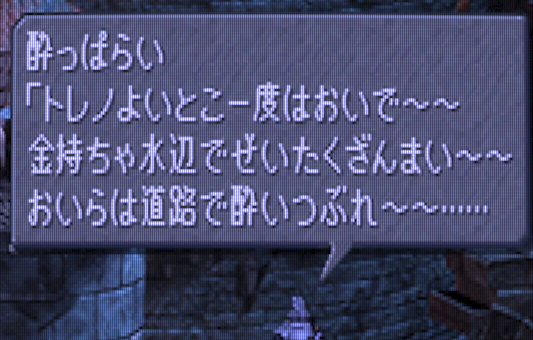 酔っぱらい
「トレノよいとこ一度はおいで～～
金持ちゃ水辺でぜいたくざんまい～～
おいらは道路で酔いつぶれ～～……